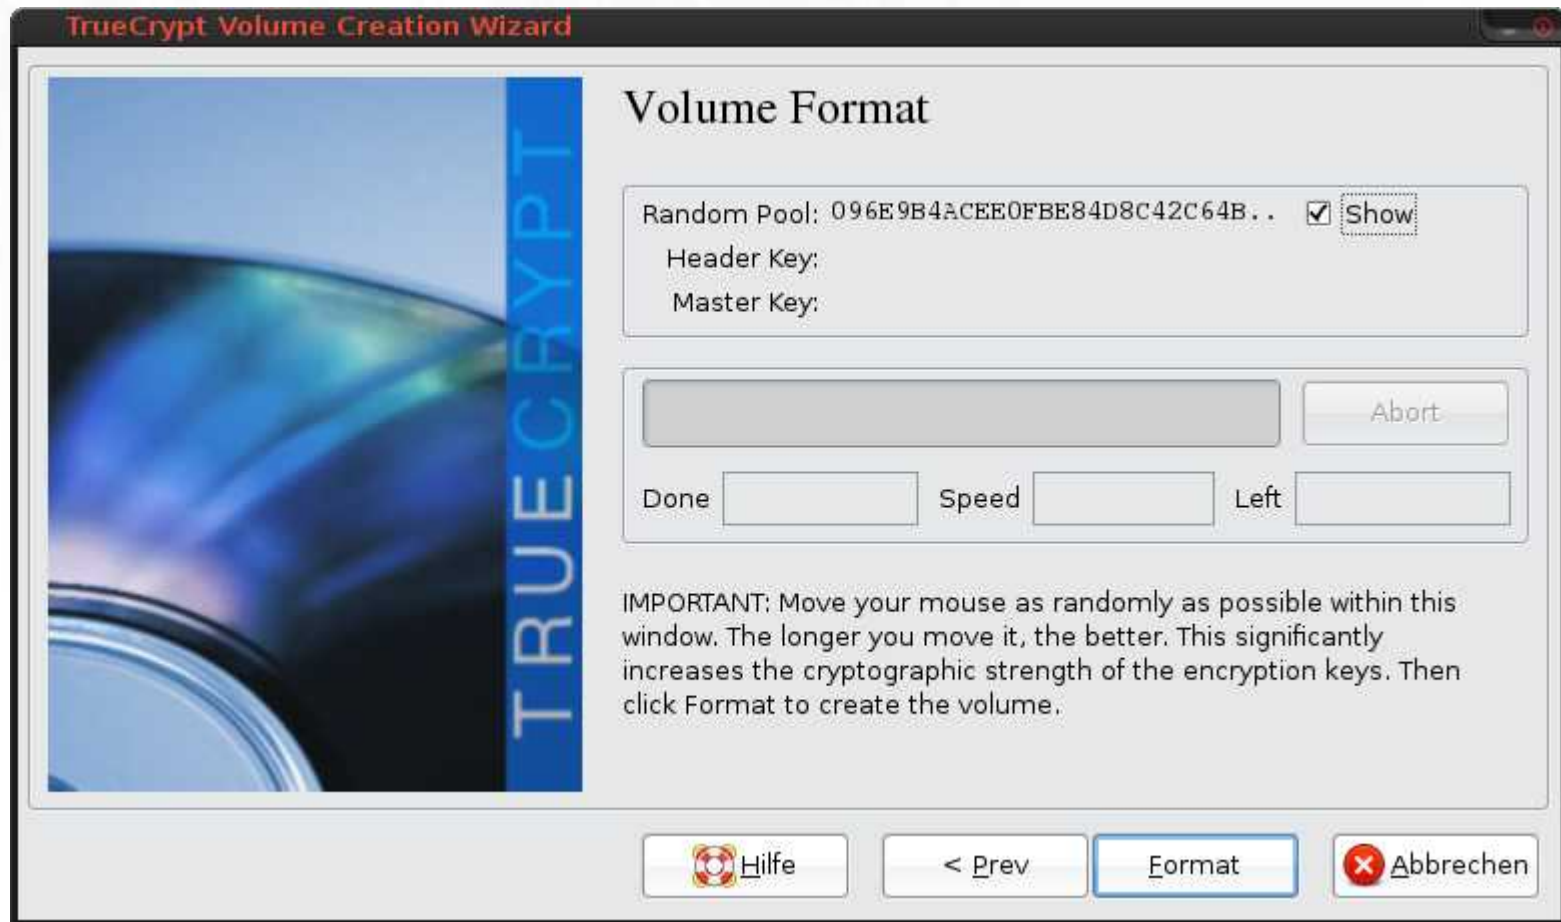 TrueCrypt Volume Creation Wizard
TRUECRYPT
Volume Format
Random Pool: 096E9B4ACEE0FBE84D8C42C64B.. Show
Header Key:
Master Key:
Abort
Done Speed Left
IMPORTANT: Move your mouse as randomly as possible within this
window. The longer you move it, the better. This significantly
increases the cryptographic strength of the encryption keys. Then
click Format to create the volume.
Hilfe < Prev Format Abbrechen